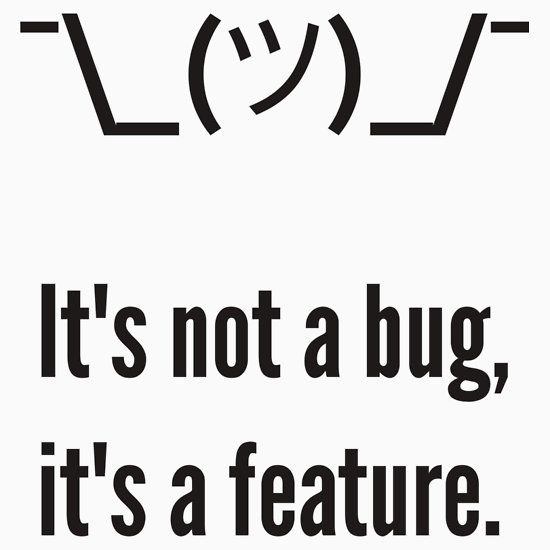 ¯\_(ツ)_/¯
It's not a bug,
it's a feature.